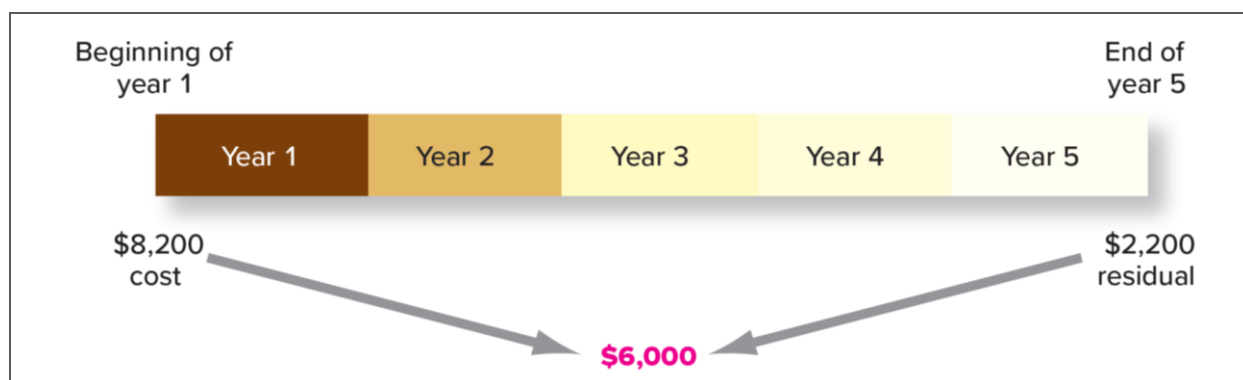 Beginning of
year 1
End of
year 5
Year 1
Year 2
Year 3
Year 4
Year 5
$8,200
cost
$2,200
residual
$6,000